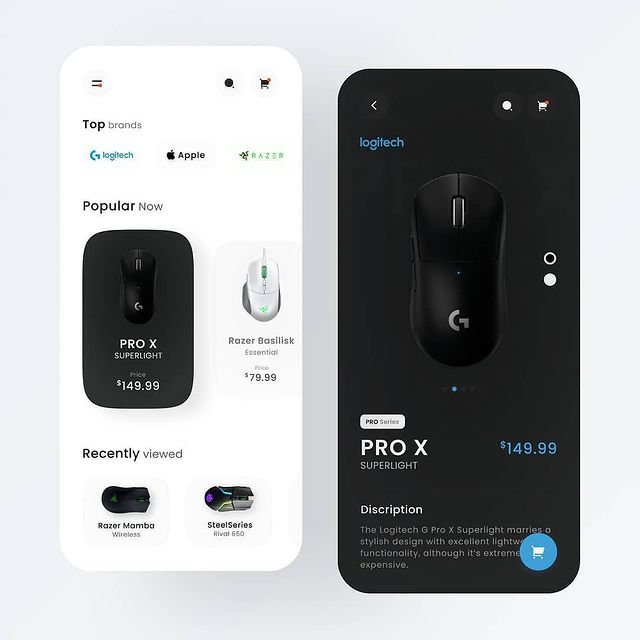 Top brands
logitech
Apple
RAZER
Popular Now
G
PRO X
SUPERLIGHT
Price
$149.99
Razer Basilisk
Essential
Price
$79.99
Recently viewed
Razer Mamba
Wireless
SteelSeries
Rival 650
logitech
G
PRO Series
PRO X
$149.99
SUPERLIGHT
Discription
The Logitech G Pro X Superlight marries a
stylish design with excellent lightwe
functionality, although it's extreme
expensive.